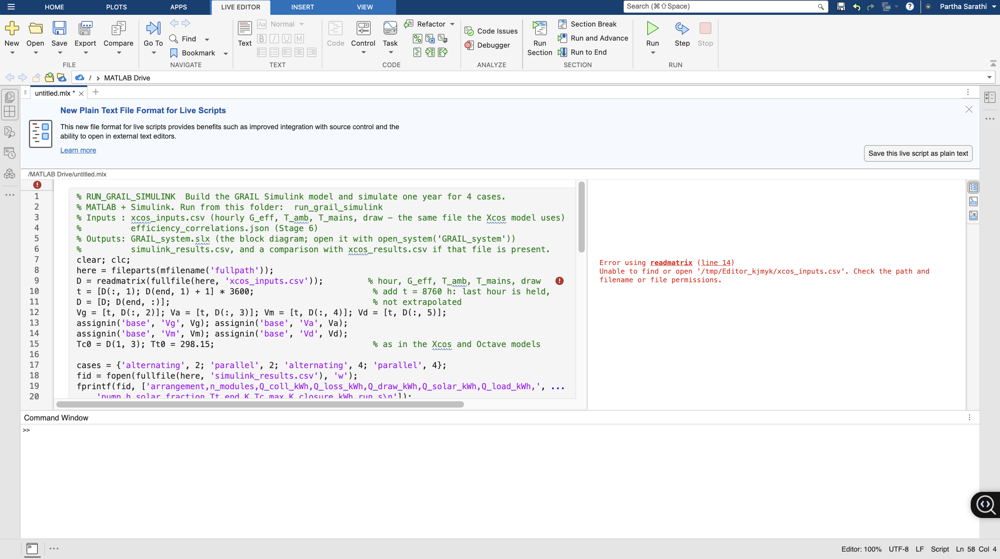 HOME PLOTS APPS LIVE EDITOR INSERT VIEW Search (⌘⇧Space) Partha Sarathi
New Open Save Export Compare Go To Find Bookmark Text Normal Code Control Task Refactor Code Issues Debugger Run Section Section Break Run and Advance Run to End Run Step Stop
FILE NAVIGATE TEXT CODE ANALYZE SECTION RUN
/ > MATLAB Drive
untitled.mlx *
New Plain Text File Format for Live Scripts
This new file format for live scripts provides benefits such as improved integration with source control and the
ability to open in external text editors.
Learn more
Save this live script as plain text
/MATLAB Drive/untitled.mlx
1 % RUN_GRAIL_SIMULINK  Build the GRAIL Simulink model and simulate one year for 4 cases.
2 % MATLAB + Simulink. Run from this folder:  run_grail_simulink
3 % Inputs : xcos_inputs.csv (hourly G_eff, T_amb, T_mains, draw – the same file the Xcos model uses)
4 %          efficiency_correlations.json (Stage 6)
5 % Outputs: GRAIL_system.slx (the block diagram; open it with open_system('GRAIL_system'))
6 %          simulink_results.csv, and a comparison with xcos_results.csv if that file is present.
7 clear; clc;
8 here = fileparts(mfilename('fullpath'));
9 D = readmatrix(fullfile(here, 'xcos_inputs.csv'));         % hour, G_eff, T_amb, T_mains, draw
10 t = [D(:, 1); D(end, 1) + 1] * 3600;                        % add t = 8760 h: last hour is held,
11 D = [D; D(end, :)];                                         % not extrapolated
12 Vg = [t, D(:, 2)]; Va = [t, D(:, 3)]; Vm = [t, D(:, 4)]; Vd = [t, D(:, 5)];
13 assignin('base', 'Vg', Vg); assignin('base', 'Va', Va);
14 assignin('base', 'Vm', Vm); assignin('base', 'Vd', Vd);
15 Tc0 = D(1, 3); Tt0 = 298.15;                                % as in the Xcos and Octave models
16
17 cases = {'alternating', 2; 'parallel', 2; 'alternating', 4; 'parallel', 4};
18 fid = fopen(fullfile(here, 'simulink_results.csv'), 'w');
19 fprintf(fid, ['arrangement,n_modules,Q_coll_kWh,Q_loss_kWh,Q_draw_kWh,Q_solar_kWh,Q_load_kWh,', ...
20     'pump_h,solar_fraction,Tt_end_K,Tc_max_K,closure_kWh,run_s\n']);
Error using readmatrix (line 14)
Unable to find or open '/tmp/Editor_kjmyk/xcos_inputs.csv'. Check the path and
filename or file permissions.
Command Window
>>
Editor: 100% UTF-8 LF Script Ln 58 Col 4